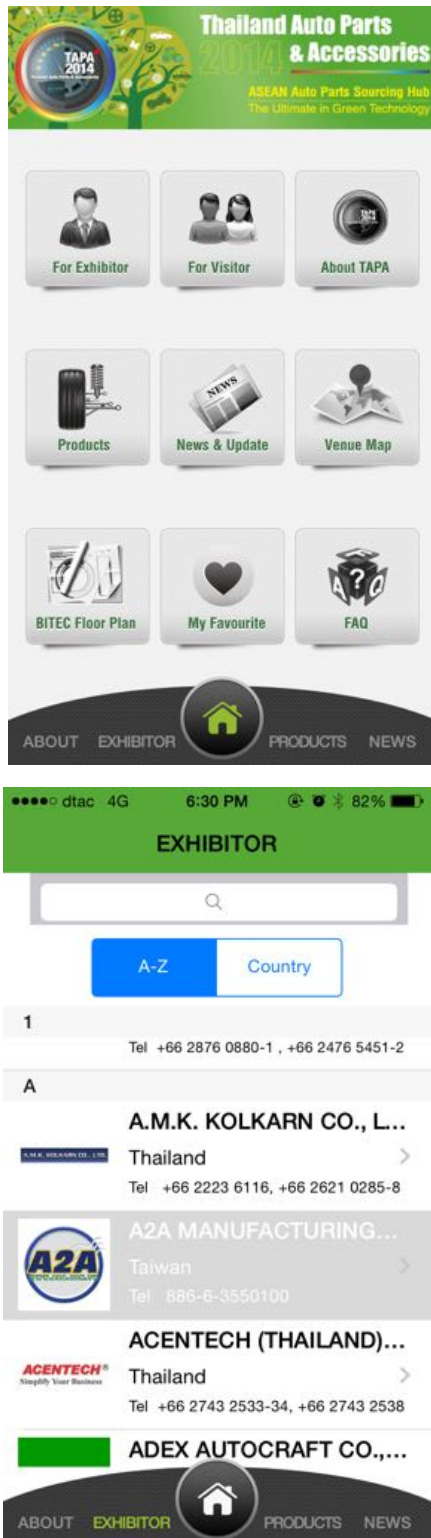 Thailand Auto Parts
2014 & Accessories
TAPA
2014
ASEAN Auto Parts Sourcing Hub
The Ultimate in Green Technology
For Exhibitor
For Visitor
About TAPA
Products
NEWS
News & Update
Venue Map
BITEC Floor Plan
My Favourite
A ? Q
FAQ
ABOUT EXHIBITOR PRODUCTS NEWS
dtac 4G 6:30 PM 82%
EXHIBITOR
A-Z Country
1
Tel +66 2876 0880-1 , +66 2476 5451-2
A
A.M.K. KOLKARN CO., L...
A.M.K. KOLKARN CO., LTD.
Thailand
Tel +66 2223 6116, +66 2621 0285-8
A2A MANUFACTURING...
A2A
Taiwan
Tel 886-6-3550100
ACENTECH (THAILAND)...
ACENTECH®
Simplify Your Business
Thailand
Tel +66 2743 2533-34, +66 2743 2538
ADEX AUTOCRAFT CO.,...
ABOUT EXHIBITOR PRODUCTS NEWS